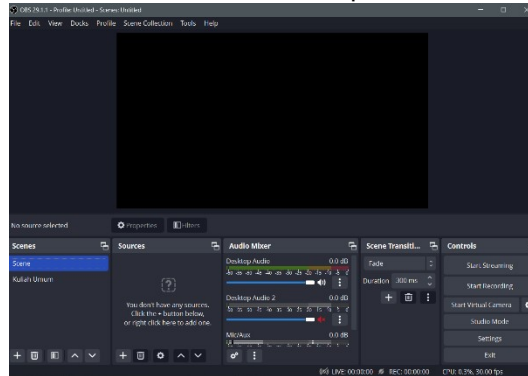 OBS 29.1.1 - Profile: Untitled - Scenes: Untitled
File Edit View Docks Profile Scene Collection Tools Help
No source selected Properties Filters
Scenes Sources Audio Mixer Scene Transiti... Controls
Scene
Kuliah Umum
You don't have any sources.
Click the + button below,
or right click here to add one.
Desktop Audio 0.0 dB
Desktop Audio 2 0.0 dB
Mic/Aux 0.0 dB
Fade
Duration 300 ms
Start Streaming
Start Recording
Start Virtual Camera
Studio Mode
Settings
Exit
LIVE: 00:00:00 REC: 00:00:00 CPU: 0.3%, 30.00 fps